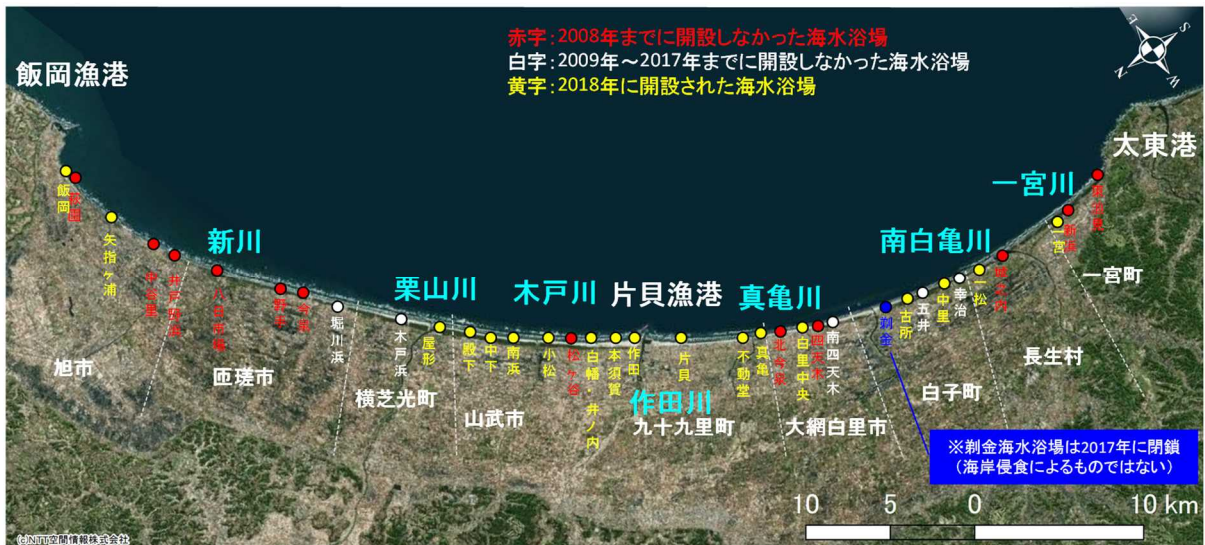 赤字：2008年までに開設しなかった海水浴場
白字：2009年～2017年までに開設しなかった海水浴場
黄字：2018年に開設された海水浴場
飯岡漁港
太東港
新川
栗山川
木戸川
片貝漁港
真亀川
南白亀川
一宮川
作田川
飯岡
矢指ヶ浦
中谷里
井戸野浜
八日市場
野手
今泉
堀川浜
木戸浜
屋形
殿下
中下
南浜
小松
松ヶ谷
白幡
井ノ内
本須賀
作田
片貝
不動堂
真亀
北今泉
白里中央
四天木
南四天木
剃金
古所
五井
中里
幸治
一松
城之内
一宮
新浜
旭市
匝瑳市
横芝光町
山武市
九十九里町
大網白里市
白子町
長生村
一宮町
※剃金海水浴場は2017年に閉鎖
（海岸侵食によるものではない）
10 5 0 10 km
N E S W
(c)NTT空間情報株式会社